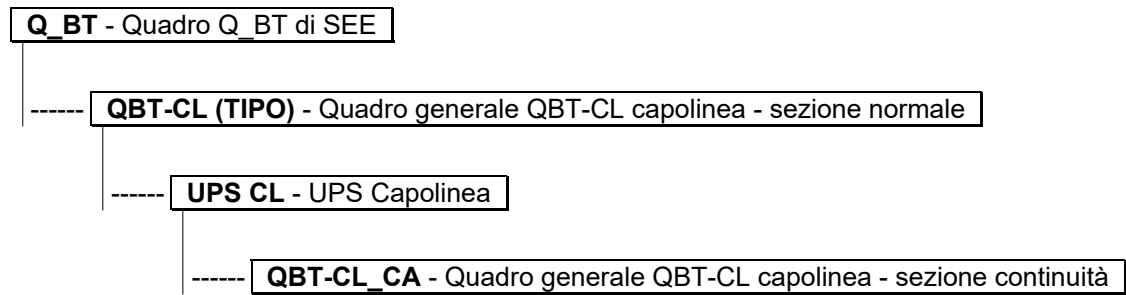 Q_BT - Quadro Q_BT di SEE
------ QBT-CL (TIPO) - Quadro generale QBT-CL capolinea - sezione normale
------ UPS CL - UPS Capolinea
------ QBT-CL_CA - Quadro generale QBT-CL capolinea - sezione continuità